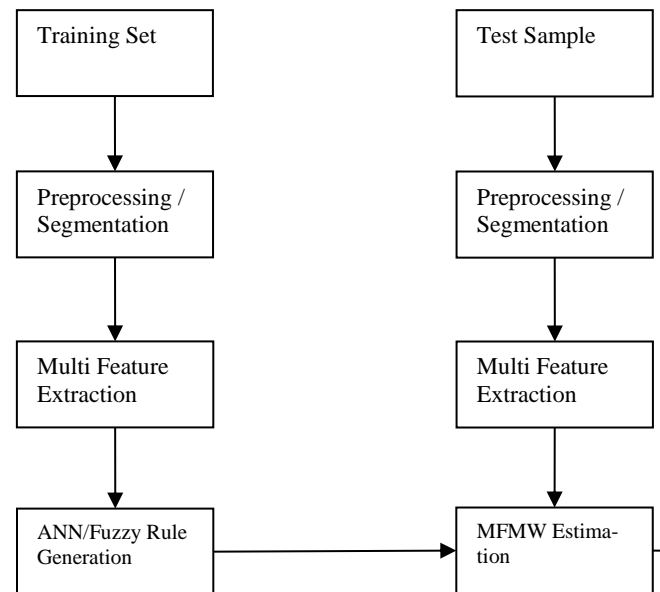 Training Set
Test Sample
Preprocessing /
Segmentation
Preprocessing /
Segmentation
Multi Feature
Extraction
Multi Feature
Extraction
ANN/Fuzzy Rule
Generation
MFMW Estima-
tion